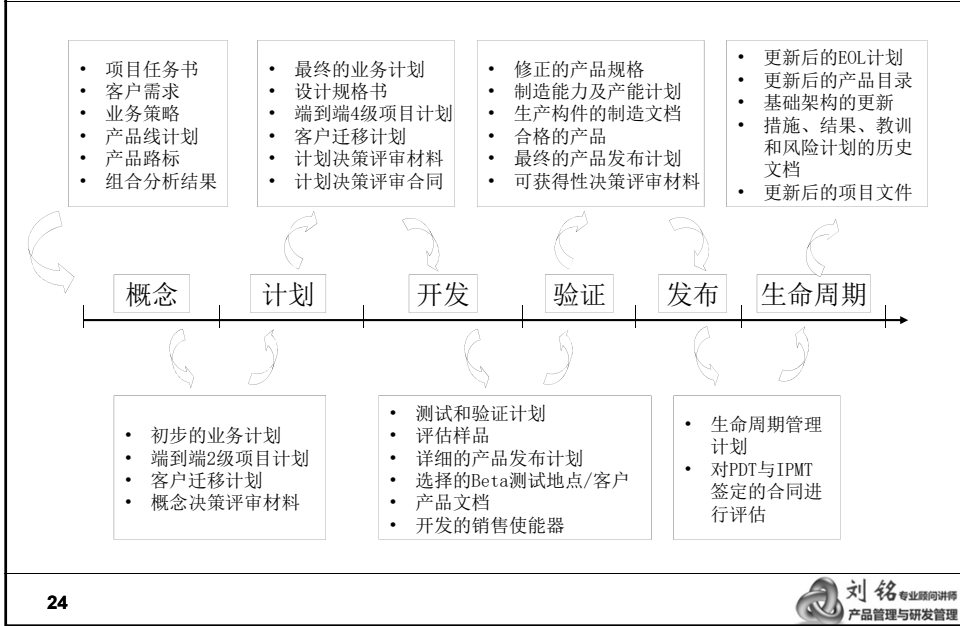 项目任务书
客户需求
业务策略
产品线计划
产品路标
组合分析结果
最终的业务计划
设计规格书
端到端4级项目计划
客户迁移计划
计划决策评审材料
计划决策评审合同
修正的产品规格
制造能力及产能计划
生产构件的制造文档
合格的产品
最终的产品发布计划
可获得性决策评审材料
更新后的EOL计划
更新后的产品目录
基础架构的更新
措施、结果、教训
和风险计划的历史
文档
更新后的项目文件
概念
计划
开发
验证
发布
生命周期
初步的业务计划
端到端2级项目计划
客户迁移计划
概念决策评审材料
测试和验证计划
评估样品
详细的产品发布计划
选择的Beta测试地点/客户
产品文档
开发的销售使能器
生命周期管理
计划
对PDT与IPMT
签定的合同进
行评估
24
刘铭专业顾问讲师
产品管理与研发管理